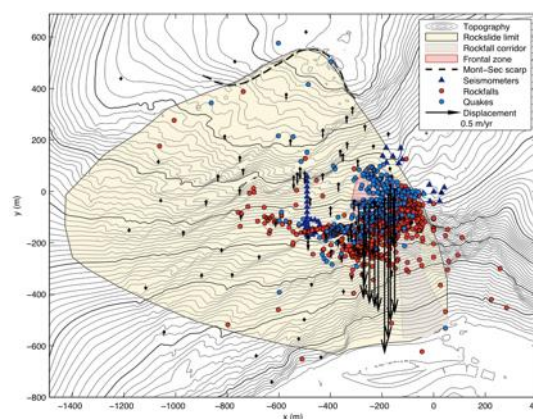 Topography
Rockslide limit
Rockfall corridor
Frontal zone
Mont-Sec scarp
Seismometers
Rockfalls
Quakes
Displacement
0.5 m/yr
600
400
200
0
-200
-400
-600
-800
y (m)
-1400 -1200 -1000 -800 -600 -400 -200 0 200
x (m)